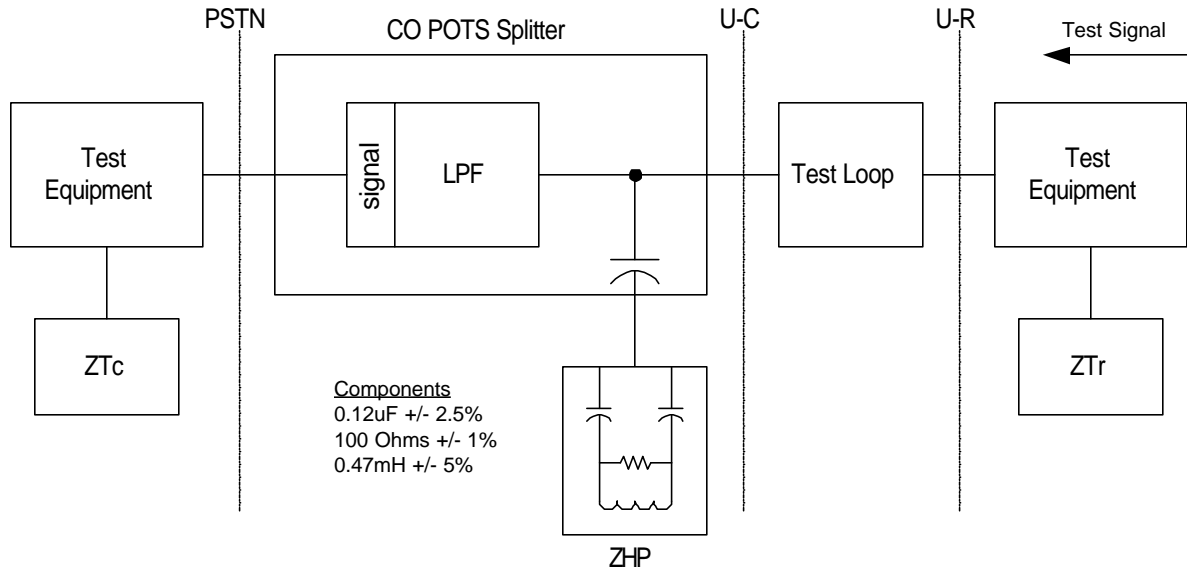 PSTN
U-C
U-R
CO POTS Splitter
Test Signal
Test
Equipment
signal
LPF
Test Loop
Test
Equipment
ZTc
ZTr
Components
0.12uF +/- 2.5%
100 Ohms +/- 1%
0.47mH +/- 5%
ZHP